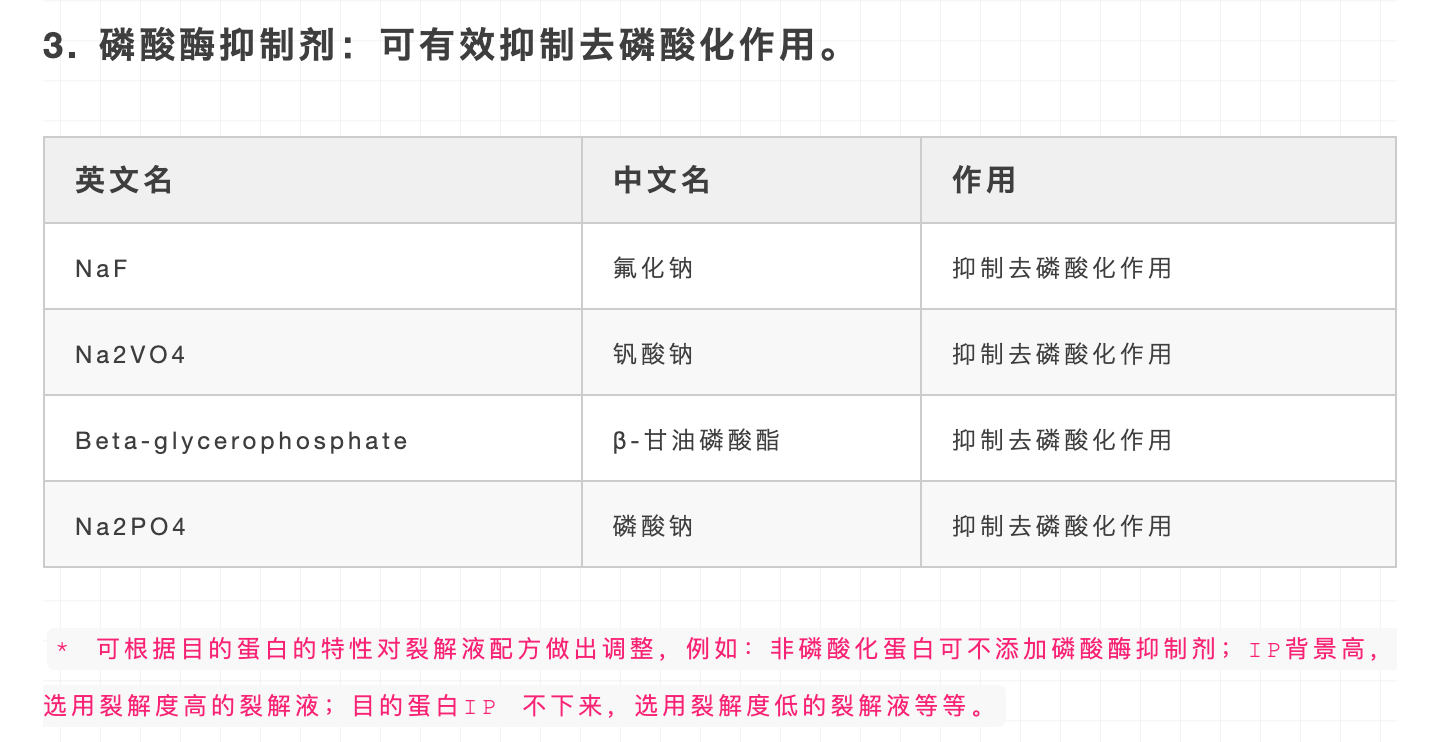 3. 磷酸酶抑制剂：可有效抑制去磷酸化作用。
英文名 中文名 作用
NaF 氟化钠 抑制去磷酸化作用
Na2VO4 钒酸钠 抑制去磷酸化作用
Beta-glycerophosphate β-甘油磷酸酯 抑制去磷酸化作用
Na2PO4 磷酸钠 抑制去磷酸化作用
* 可根据目的蛋白的特性对裂解液配方做出调整，例如：非磷酸化蛋白可不添加磷酸酶抑制剂；IP背景高，
选用裂解度高的裂解液；目的蛋白IP 不下来，选用裂解度低的裂解液等等。